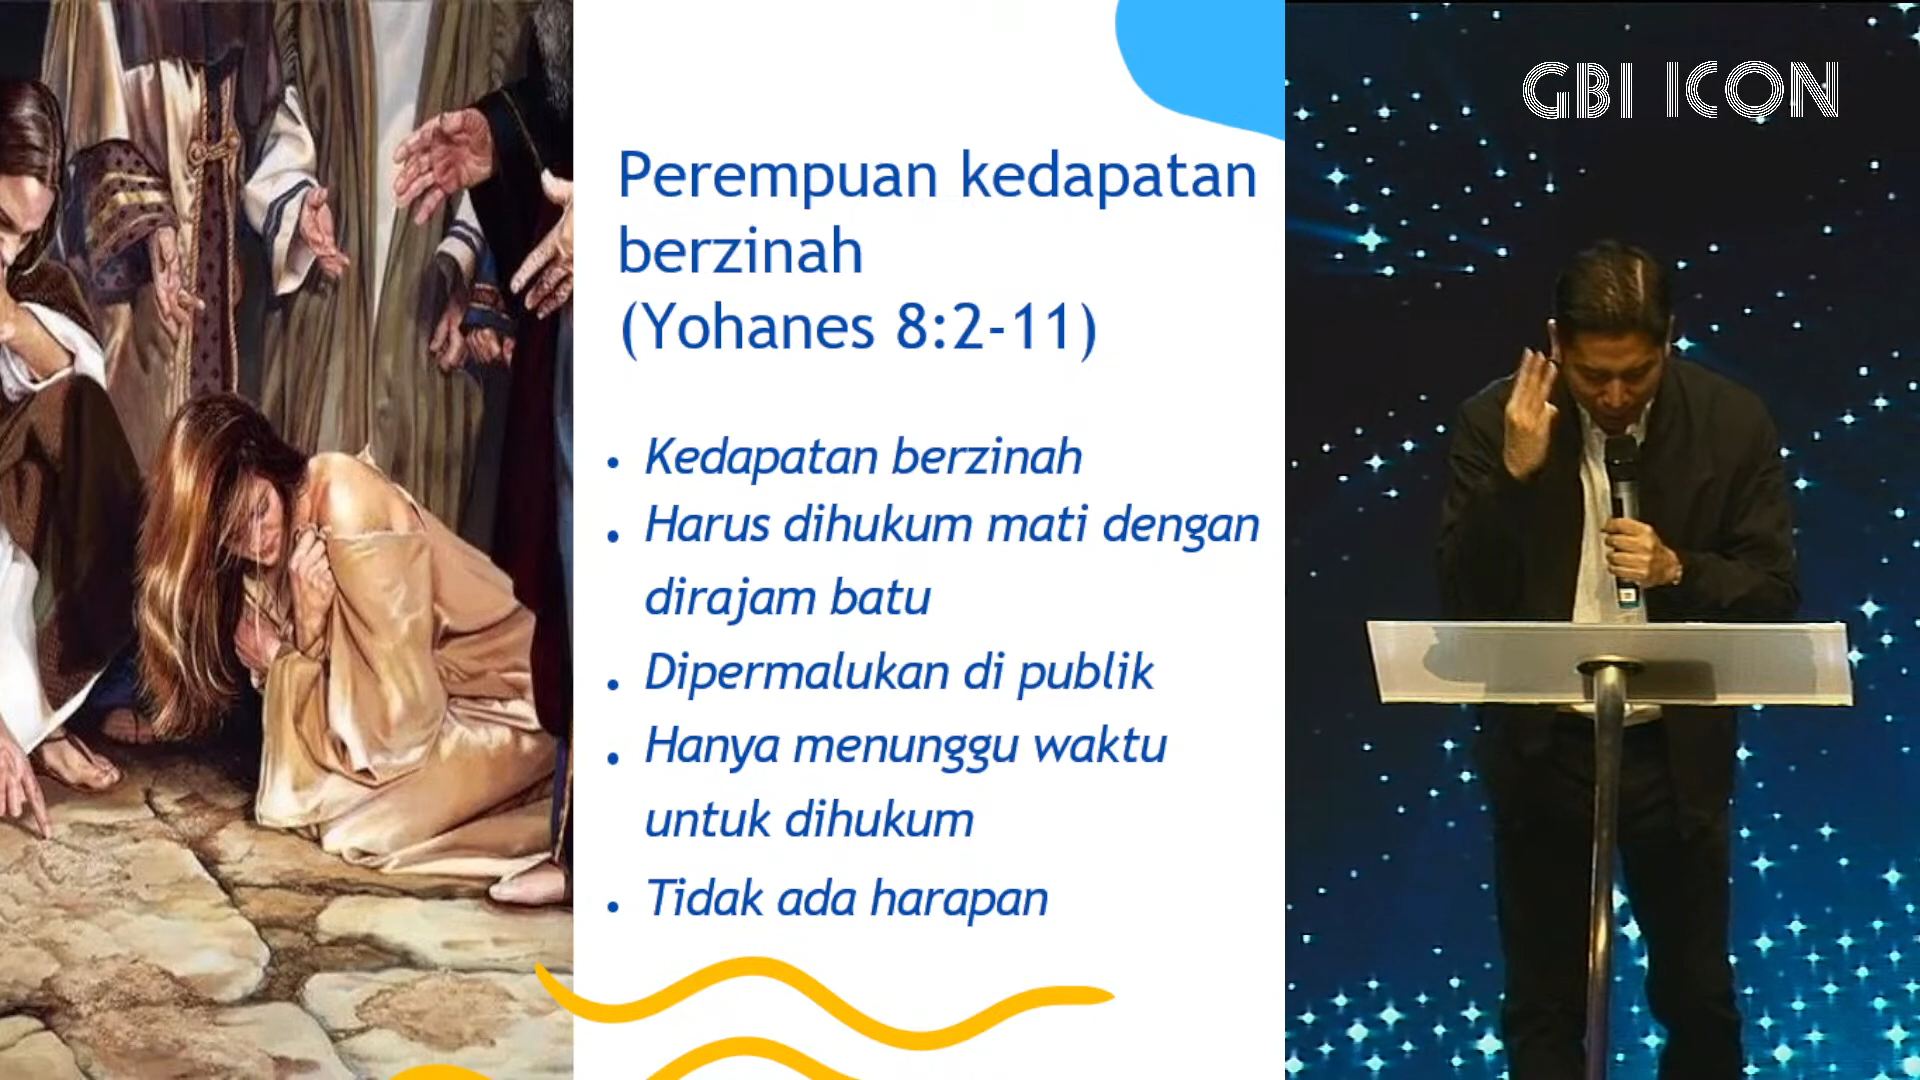 GBI ICON
Perempuan kedapatan
berzinah
(Yohanes 8:2-11)
• Kedapatan berzinah
• Harus dihukum mati dengan
dirajam batu
• Dipermalukan di publik
• Hanya menunggu waktu
untuk dihukum
• Tidak ada harapan